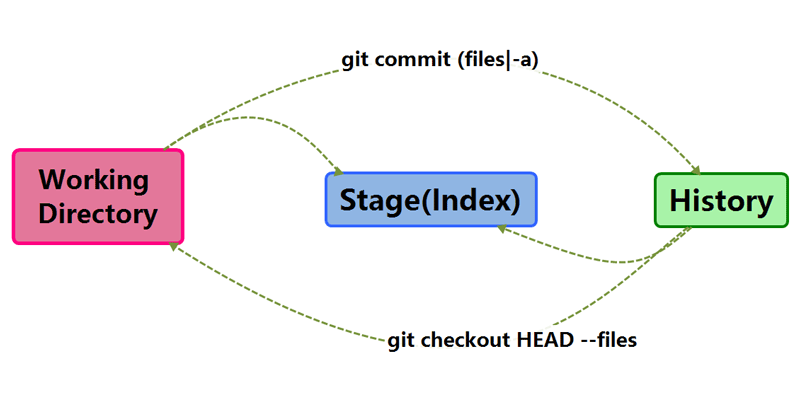 git commit (files|-a)
Working
Directory
Stage(Index)
History
git checkout HEAD --files